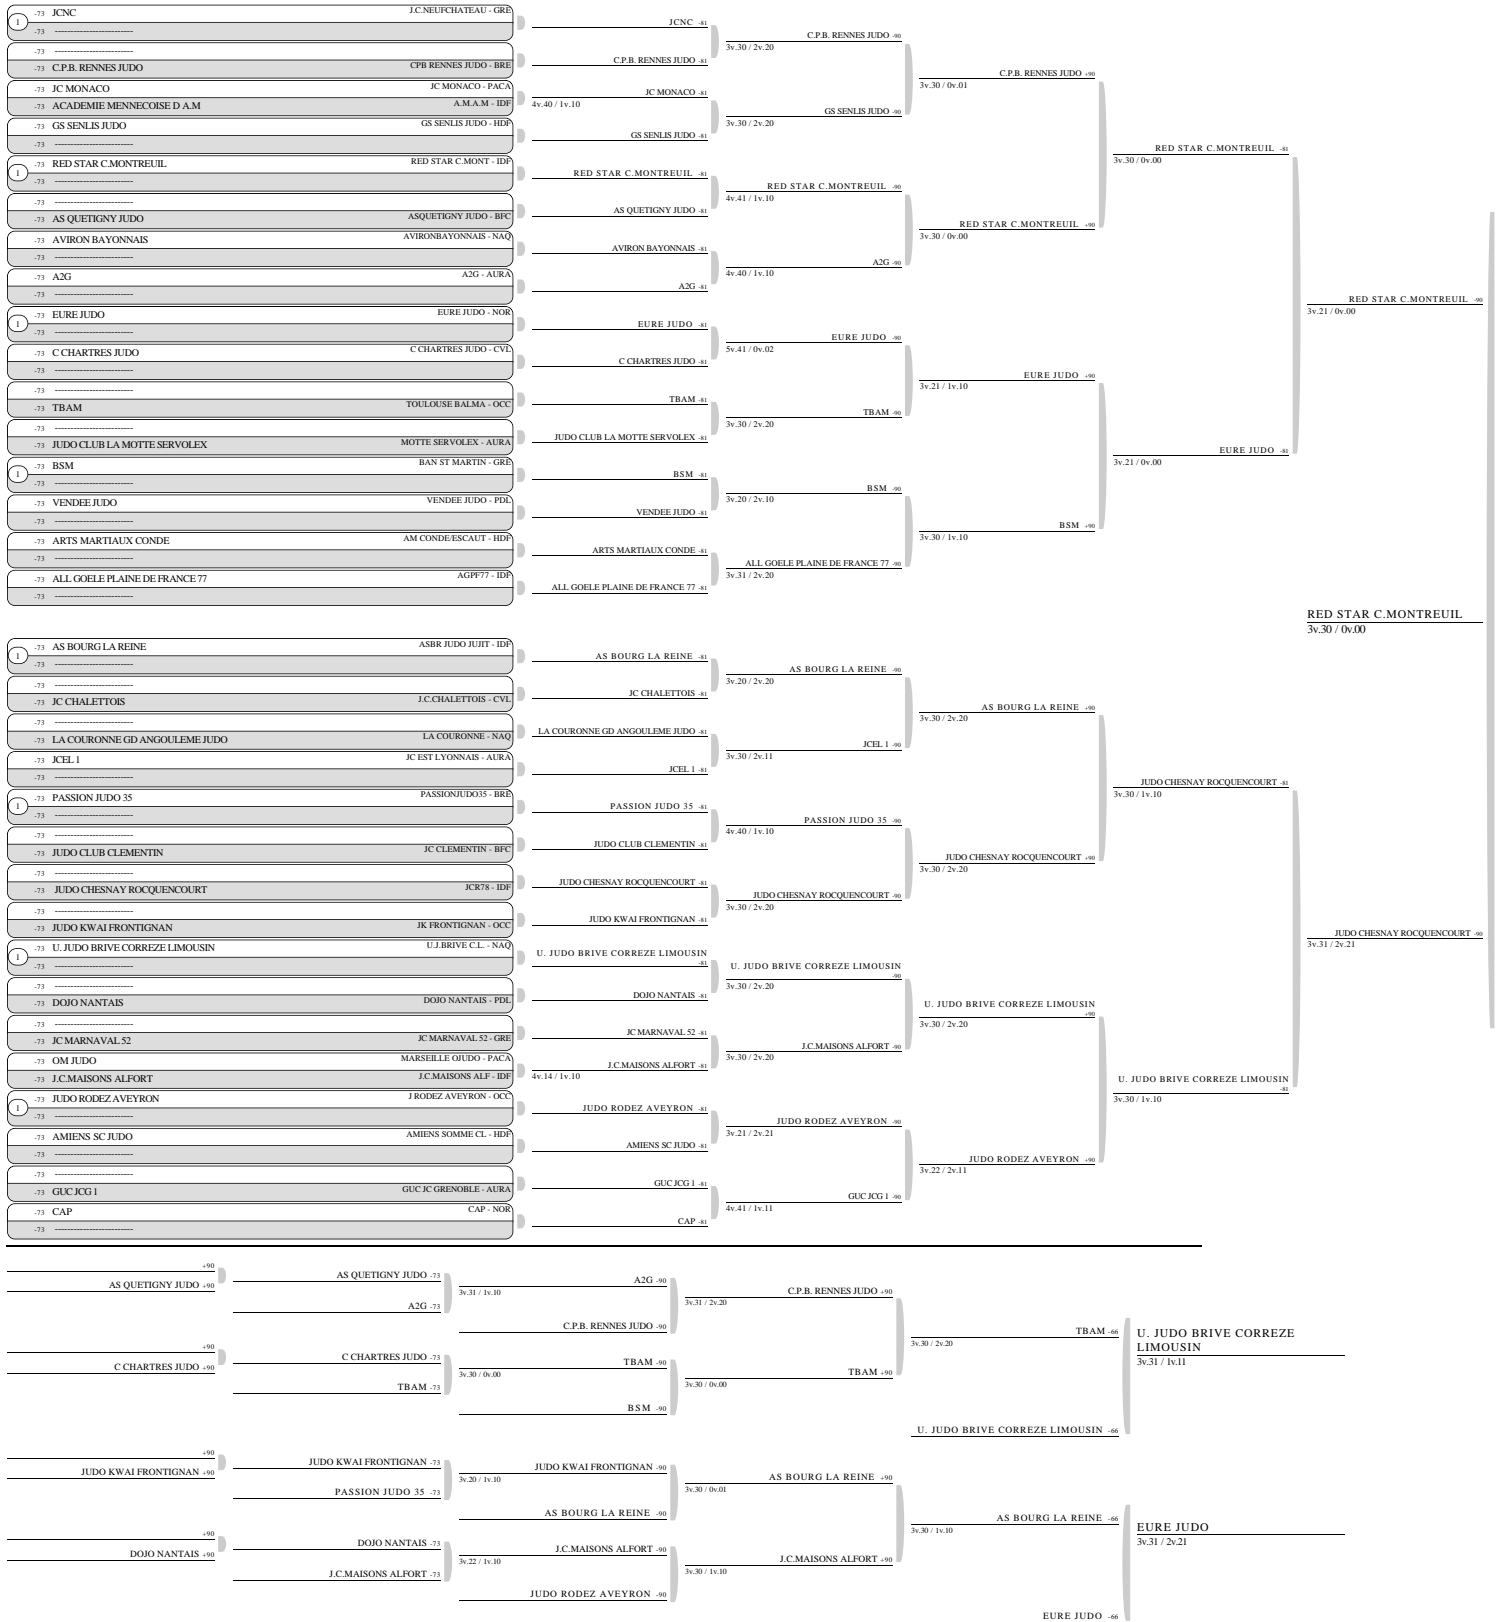 1
-73 JCNC J.C.NEUFCHATEAU - GRE
-73 --------------------------
-73 --------------------------
-73 C.P.B. RENNES JUDO CPB RENNES JUDO - BRE
-73 JC MONACO JC MONACO - PACA
-73 ACADEMIE MENNECOISE D A.M A.M.A.M - IDF
-73 GS SENLIS JUDO GS SENLIS JUDO - HDF
-73 --------------------------
1
-73 RED STAR C.MONTREUIL RED STAR C.MONT - IDF
-73 --------------------------
-73 --------------------------
-73 AS QUETIGNY JUDO ASQUETIGNY JUDO - BFC
-73 AVIRON BAYONNAIS AVIRONBAYONNAIS - NAQ
-73 --------------------------
-73 A2G A2G - AURA
-73 --------------------------
1
-73 EURE JUDO EURE JUDO - NOR
-73 --------------------------
-73 C CHARTRES JUDO C CHARTRES JUDO - CVL
-73 --------------------------
-73 --------------------------
-73 TBAM TOULOUSE BALMA - OCC
-73 --------------------------
-73 JUDO CLUB LA MOTTE SERVOLEX MOTTE SERVOLEX - AURA
1
-73 BSM BAN ST MARTIN - GRE
-73 --------------------------
-73 VENDEE JUDO VENDEE JUDO - PDL
-73 --------------------------
-73 ARTS MARTIAUX CONDE AM CONDE/ESCAUT - HDF
-73 --------------------------
-73 ALL GOELE PLAINE DE FRANCE 77 AGPF77 - IDF
-73 --------------------------
JCNC -81
C.P.B. RENNES JUDO -81
JC MONACO -81
4v.40 / 1v.10
GS SENLIS JUDO -81
RED STAR C.MONTREUIL -81
AS QUETIGNY JUDO -81
AVIRON BAYONNAIS -81
A2G -81
EURE JUDO -81
C CHARTRES JUDO -81
TBAM -81
JUDO CLUB LA MOTTE SERVOLEX -81
BSM -81
VENDEE JUDO -81
ARTS MARTIAUX CONDE -81
ALL GOELE PLAINE DE FRANCE 77 -81
C.P.B. RENNES JUDO -90
3v.30 / 2v.20
GS SENLIS JUDO -90
3v.30 / 2v.20
RED STAR C.MONTREUIL -90
4v.41 / 1v.10
A2G -90
4v.40 / 1v.10
EURE JUDO -90
5v.41 / 0v.02
TBAM -90
3v.30 / 2v.20
BSM -90
3v.20 / 2v.10
ALL GOELE PLAINE DE FRANCE 77 -90
3v.31 / 2v.20
C.P.B. RENNES JUDO +90
3v.30 / 0v.01
RED STAR C.MONTREUIL +90
3v.30 / 0v.00
EURE JUDO +90
3v.21 / 1v.10
BSM +90
3v.30 / 1v.10
RED STAR C.MONTREUIL -81
3v.30 / 0v.00
EURE JUDO -81
3v.21 / 0v.00
RED STAR C.MONTREUIL -90
3v.21 / 0v.00
RED STAR C.MONTREUIL
3v.30 / 0v.00
1
-73 AS BOURG LA REINE ASBR JUDO JUJIT - IDF
-73 --------------------------
-73 --------------------------
-73 JC CHALETTOIS J.C.CHALETTOIS - CVL
-73 --------------------------
-73 LA COURONNE GD ANGOULEME JUDO LA COURONNE - NAQ
-73 JCEL 1 JC EST LYONNAIS - AURA
-73 --------------------------
1
-73 PASSION JUDO 35 PASSIONJUDO35 - BRE
-73 --------------------------
-73 --------------------------
-73 JUDO CLUB CLEMENTIN JC CLEMENTIN - BFC
-73 --------------------------
-73 JUDO CHESNAY ROCQUENCOURT JCR78 - IDF
-73 --------------------------
-73 JUDO KWAI FRONTIGNAN JK FRONTIGNAN - OCC
1
-73 U. JUDO BRIVE CORREZE LIMOUSIN U.J.BRIVE C.L. - NAQ
-73 --------------------------
-73 --------------------------
-73 DOJO NANTAIS DOJO NANTAIS - PDL
-73 --------------------------
-73 JC MARNAVAL 52 JC MARNAVAL 52 - GRE
-73 OM JUDO MARSEILLE OJUDO - PACA
-73 J.C.MAISONS ALFORT J.C.MAISONS ALF - IDF
1
-73 JUDO RODEZ AVEYRON J RODEZ AVEYRON - OCC
-73 --------------------------
-73 AMIENS SC JUDO AMIENS SOMME CL - HDF
-73 --------------------------
-73 --------------------------
-73 GUC JCG 1 GUC JC GRENOBLE - AURA
-73 CAP CAP - NOR
-73 --------------------------
AS BOURG LA REINE -81
JC CHALETTOIS -81
LA COURONNE GD ANGOULEME JUDO -81
JCEL 1 -81
PASSION JUDO 35 -81
JUDO CLUB CLEMENTIN -81
JUDO CHESNAY ROCQUENCOURT -81
JUDO KWAI FRONTIGNAN -81
U. JUDO BRIVE CORREZE LIMOUSIN
-81
DOJO NANTAIS -81
JC MARNAVAL 52 -81
J.C.MAISONS ALFORT -81
4v.14 / 1v.10
JUDO RODEZ AVEYRON -81
AMIENS SC JUDO -81
GUC JCG 1 -81
CAP -81
AS BOURG LA REINE -90
3v.20 / 2v.20
JCEL 1 -90
3v.30 / 2v.11
PASSION JUDO 35 -90
4v.40 / 1v.10
JUDO CHESNAY ROCQUENCOURT -90
3v.30 / 2v.20
U. JUDO BRIVE CORREZE LIMOUSIN
-90
3v.30 / 2v.20
J.C.MAISONS ALFORT -90
3v.30 / 2v.20
JUDO RODEZ AVEYRON -90
3v.21 / 2v.21
GUC JCG 1 -90
4v.41 / 1v.11
AS BOURG LA REINE +90
3v.30 / 2v.20
JUDO CHESNAY ROCQUENCOURT +90
3v.30 / 2v.20
U. JUDO BRIVE CORREZE LIMOUSIN
+90
3v.30 / 2v.20
JUDO RODEZ AVEYRON +90
3v.22 / 2v.11
JUDO CHESNAY ROCQUENCOURT -81
3v.30 / 1v.10
U. JUDO BRIVE CORREZE LIMOUSIN
-81
3v.30 / 1v.10
JUDO CHESNAY ROCQUENCOURT -90
3v.31 / 2v.21
+90
AS QUETIGNY JUDO +90
+90
C CHARTRES JUDO +90
+90
JUDO KWAI FRONTIGNAN +90
+90
DOJO NANTAIS +90
AS QUETIGNY JUDO -73
A2G -73
C CHARTRES JUDO -73
TBAM -73
JUDO KWAI FRONTIGNAN -73
PASSION JUDO 35 -73
DOJO NANTAIS -73
J.C.MAISONS ALFORT -73
A2G -90
3v.31 / 1v.10
C.P.B. RENNES JUDO -90
TBAM -90
3v.30 / 0v.00
BSM -90
JUDO KWAI FRONTIGNAN -90
3v.20 / 1v.10
AS BOURG LA REINE -90
J.C.MAISONS ALFORT -90
3v.22 / 1v.10
JUDO RODEZ AVEYRON -90
C.P.B. RENNES JUDO +90
3v.31 / 2v.20
TBAM +90
3v.30 / 0v.00
AS BOURG LA REINE +90
3v.30 / 0v.01
J.C.MAISONS ALFORT +90
3v.30 / 1v.10
TBAM -66
3v.30 / 2v.20
U. JUDO BRIVE CORREZE LIMOUSIN -66
AS BOURG LA REINE -66
3v.30 / 1v.10
EURE JUDO -66
U. JUDO BRIVE CORREZE
LIMOUSIN
3v.31 / 1v.11
EURE JUDO
3v.31 / 2v.21